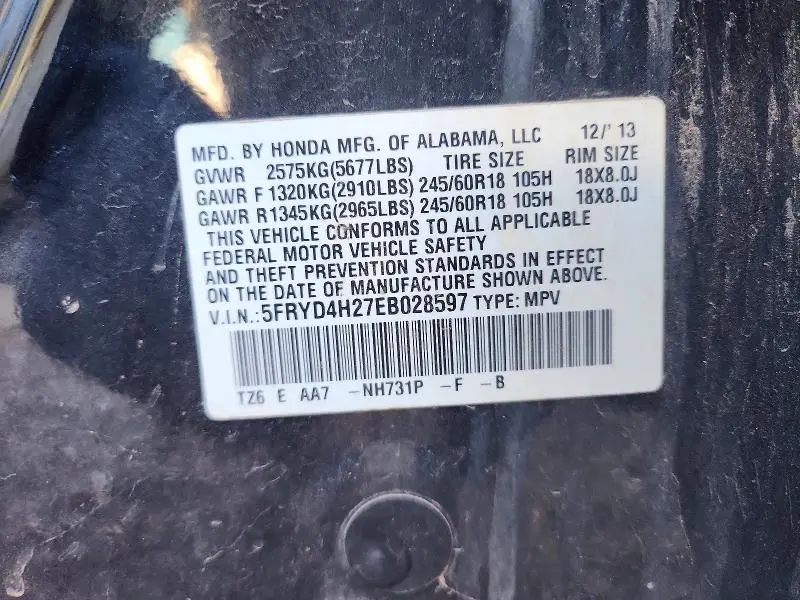 MFD. BY HONDA MFG. OF ALABAMA, LLC 12/'13
GVWR 2575KG(5677LBS) TIRE SIZE RIM SIZE
GAWR F 1320KG(2910LBS) 245/60R18 105H 18X8.0J
GAWR R1345KG(2965LBS) 245/60R18 105H 18X8.0J
THIS VEHICLE CONFORMS TO ALL APPLICABLE
FEDERAL MOTOR VEHICLE SAFETY
AND THEFT PREVENTION STANDARDS IN EFFECT
ON THE DATE OF MANUFACTURE SHOWN ABOVE.
V.I.N.:5FRYD4H27EB028597 TYPE: MPV
TZ6 E AA7 -NH731P -F -B